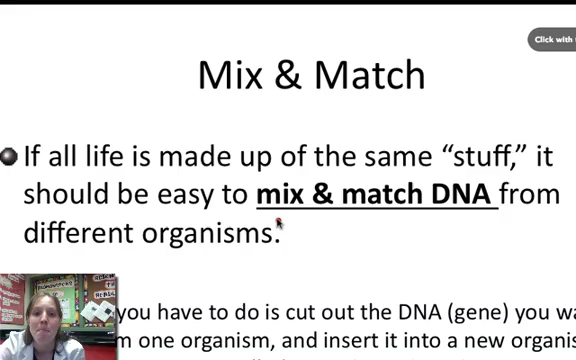 Click with
Mix & Match
If all life is made up of the same “stuff,” it
should be easy to mix & match DNA from
different organisms.
you have to do is cut out the DNA (gene) you
one organism, and insert it into a new